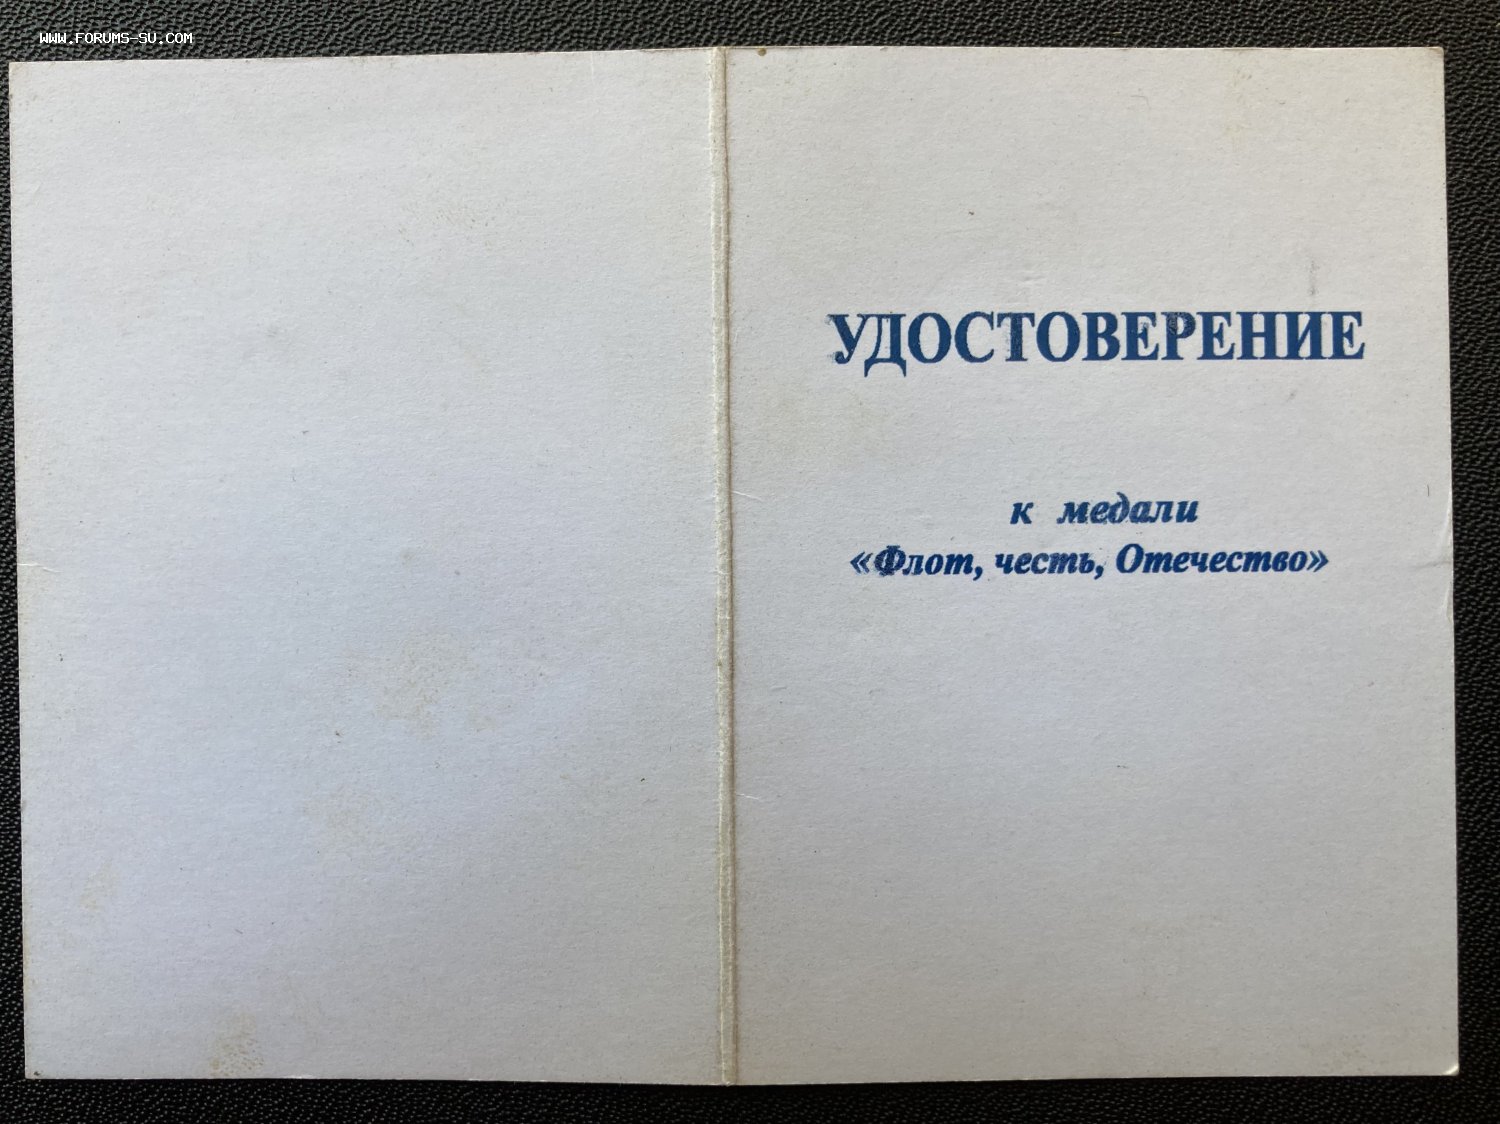 WWW.FORUMS-SU.COM
УДОСТОВЕРЕНИЕ
к медали
«Флот, честь, Отечество»